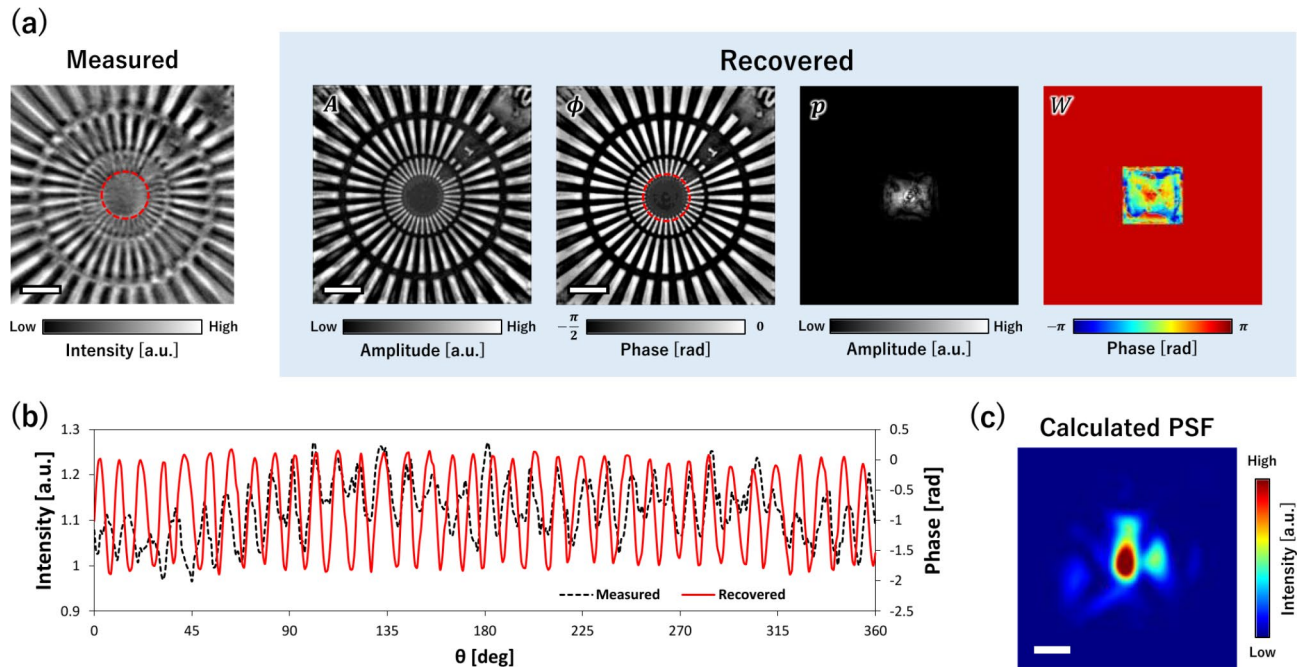 (a)
Measured
Recovered
A
ϕ
p
W
1
1
Low High
Intensity [a.u.]
Low High
Amplitude [a.u.]
−π/2 0
Phase [rad]
Low High
Amplitude [a.u.]
−π π
Phase [rad]
(b)
Intensity [a.u.]
1.3
1.2
1.1
1
0.9
0.5
0
-0.5
-1
-1.5
-2
-2.5
Phase [rad]
Measured Recovered
0 45 90 135 180 225 270 315 360
θ [deg]
(c)
Calculated PSF
High
Intensity [a.u.]
Low